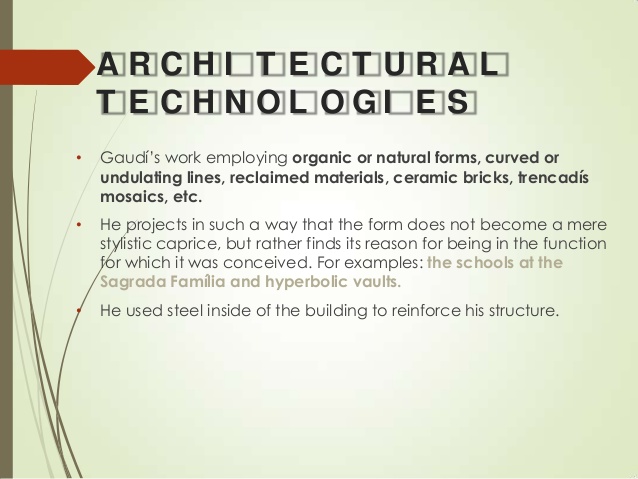 ARCHITECTURAL
TECHNOLOGIES
• Gaudí’s work employing organic or natural forms, curved or
undulating lines, reclaimed materials, ceramic bricks, trencadís
mosaics, etc.
• He projects in such a way that the form does not become a mere
stylistic caprice, but rather finds its reason for being in the function
for which it was conceived. For examples: the schools at the
Sagrada Família and hyperbolic vaults.
• He used steel inside of the building to reinforce his structure.